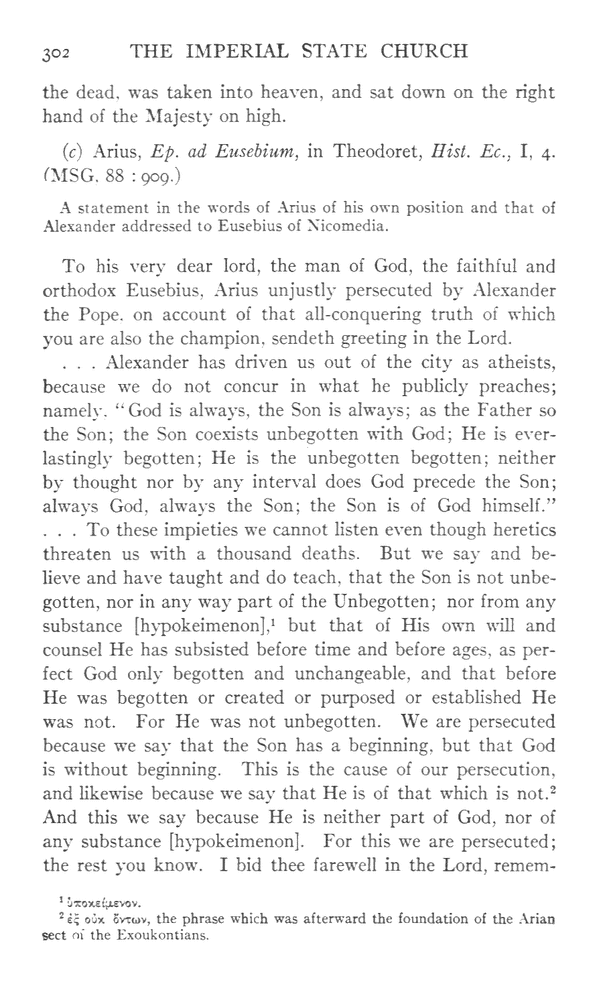 302 THE IMPERIAL STATE CHURCH
the dead, was taken into heaven, and sat down on the right
hand of the Majesty on high.
(c) Arius, Ep. ad Eusebium, in Theodoret, Hist. Ec., I, 4.
(MSG. 88 : 909.)
A statement in the words of Arius of his own position and that of
Alexander addressed to Eusebius of Nicomedia.
To his very dear lord, the man of God, the faithful and
orthodox Eusebius, Arius unjustly persecuted by Alexander
the Pope, on account of that all-conquering truth of which
you are also the champion, sendeth greeting in the Lord.
. . . Alexander has driven us out of the city as atheists,
because we do not concur in what he publicly preaches;
namely, “God is always, the Son is always; as the Father so
the Son; the Son coexists unbegotten with God; He is ever-
lastingly begotten; He is the unbegotten begotten; neither
by thought nor by any interval does God precede the Son;
always God, always the Son; the Son is of God himself.”
. . . To these impieties we cannot listen even though heretics
threaten us with a thousand deaths. But we say and be-
lieve and have taught and do teach, that the Son is not unbe-
gotten, nor in any way part of the Unbegotten; nor from any
substance [hypokeimenon],¹ but that of His own will and
counsel He has subsisted before time and before ages, as per-
fect God only begotten and unchangeable, and that before
He was begotten or created or purposed or established He
was not. For He was not unbegotten. We are persecuted
because we say that the Son has a beginning, but that God
is without beginning. This is the cause of our persecution,
and likewise because we say that He is of that which is not.²
And this we say because He is neither part of God, nor of
any substance [hypokeimenon]. For this we are persecuted;
the rest you know. I bid thee farewell in the Lord, remem-
¹ ὑποκείμενον.
² ἐξ οὐκ ὄντων, the phrase which was afterward the foundation of the Arian
sect of the Exoukontians.